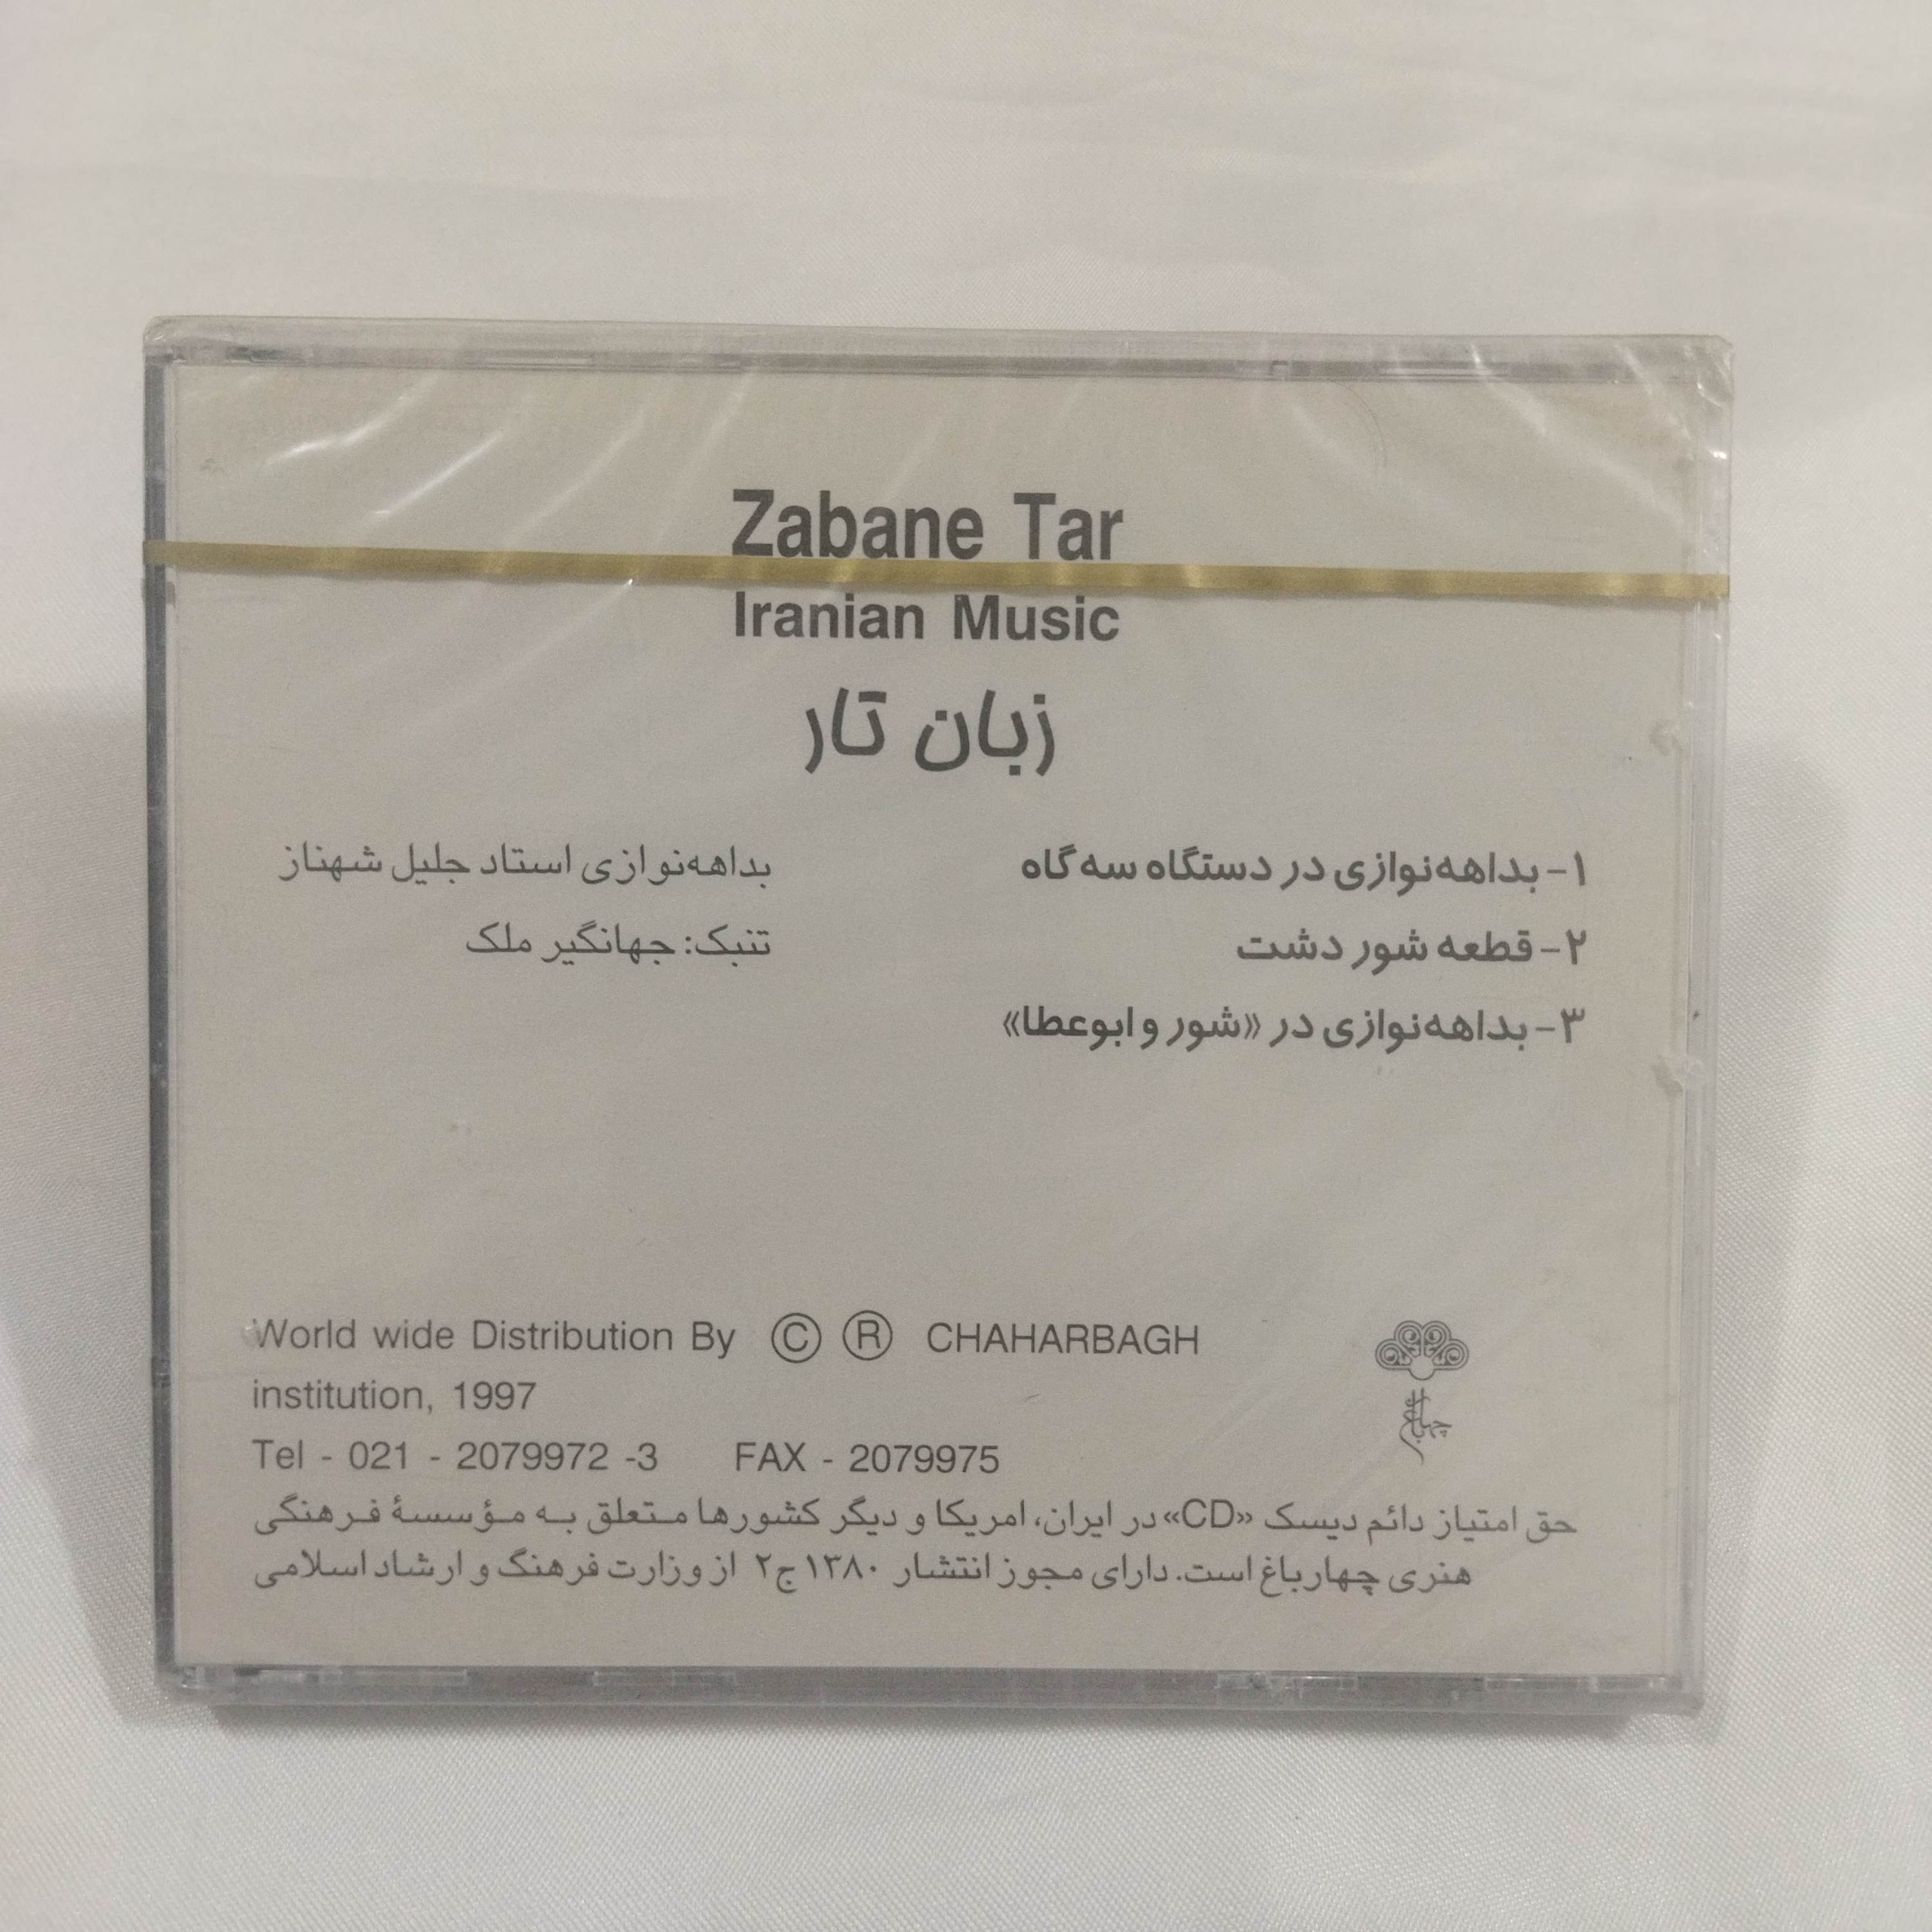 Zabane Tar
Iranian Music
زبان تار
۱- بداهه‌نوازی در دستگاه سه گاه
۲- قطعه شور دشت
۳- بداهه‌نوازی در «شور و ابوعطا»
بداهه‌نوازی استاد جلیل شهناز
تنبک: جهانگیر ملک
World wide Distribution By © ® CHAHARBAGH
institution, 1997
Tel - 021 - 2079972 -3 FAX - 2079975
چهارباغ
حق امتیاز دائم دیسک «CD» در ایران، امریکا و دیگر کشورها متعلق به مؤسسهٔ فرهنگی
هنری چهارباغ است. دارای مجوز انتشار ۱۳۸۰ج۲ از وزارت فرهنگ و ارشاد اسلامی